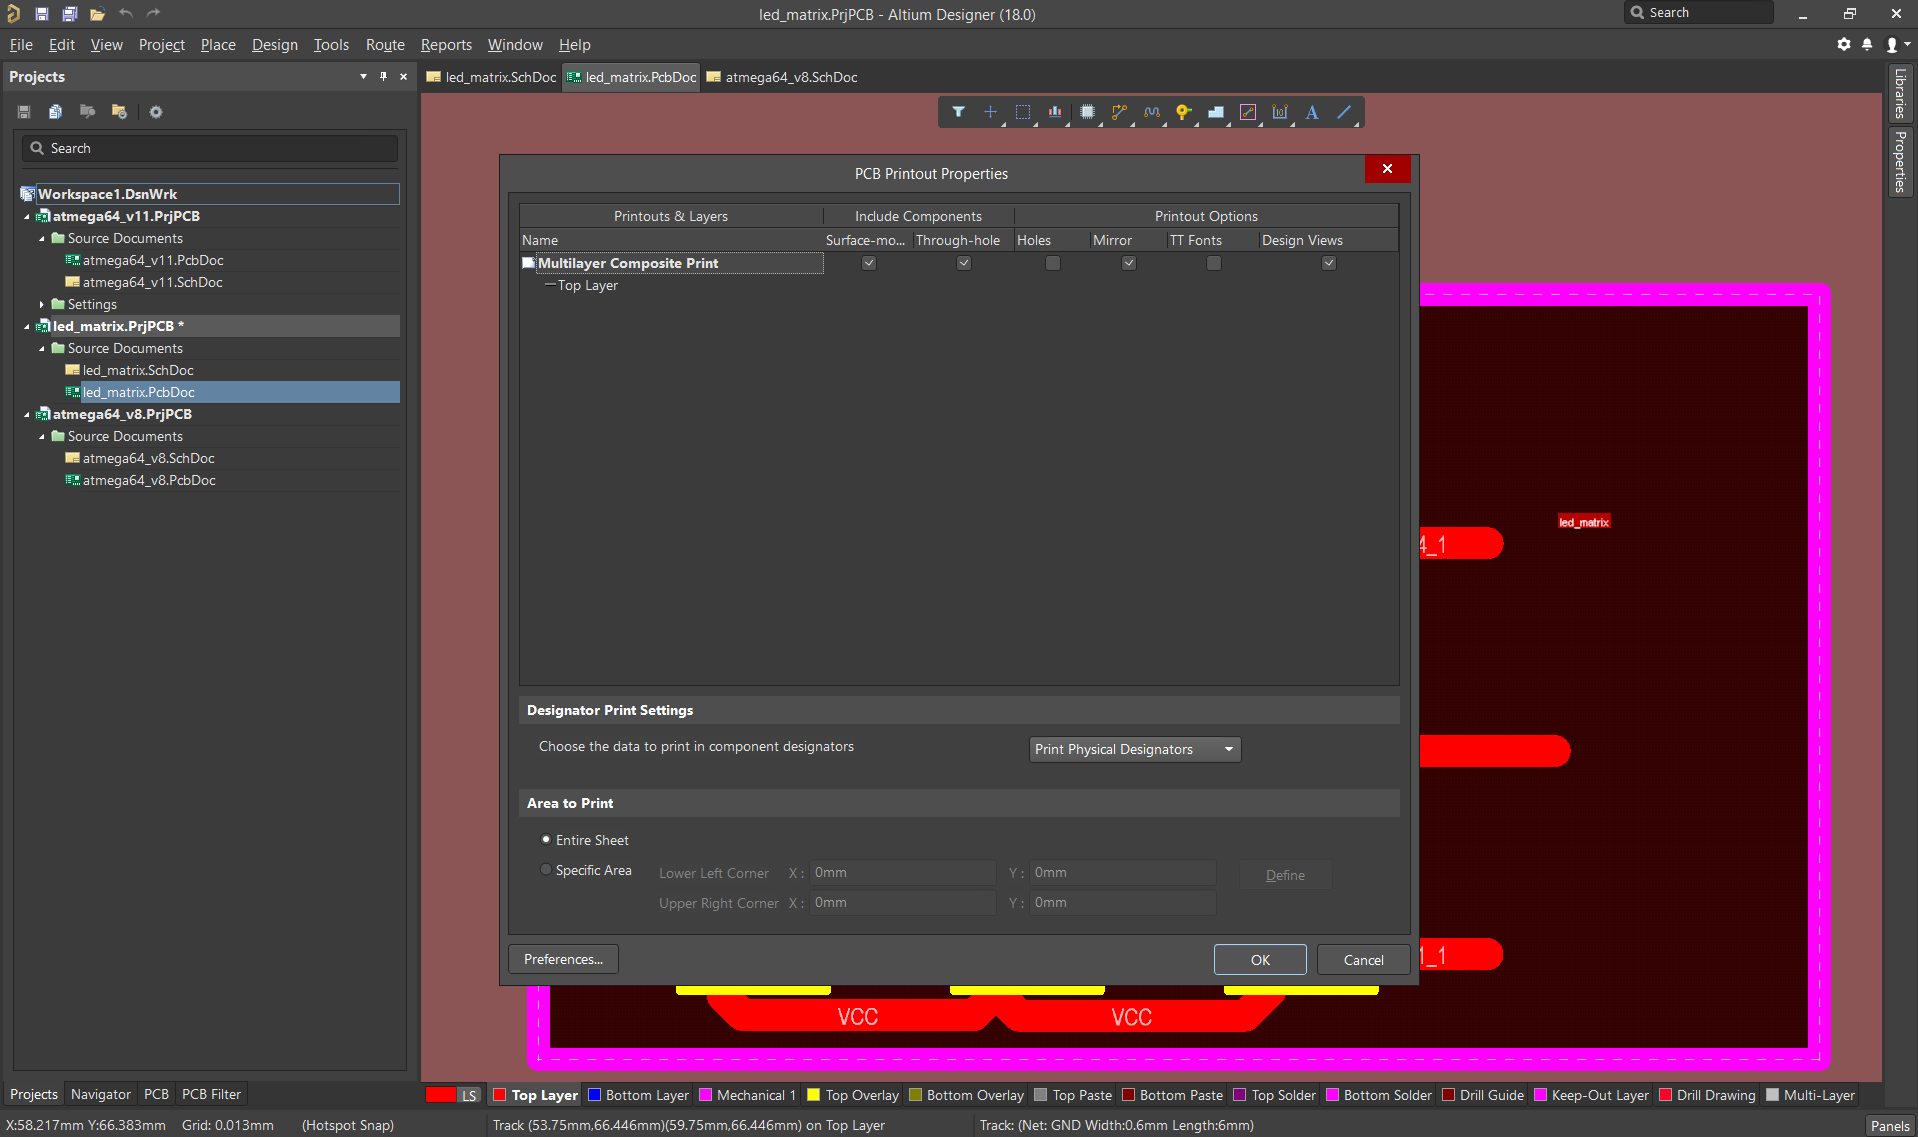 led_matrix.PrjPCB - Altium Designer (18.0)
Search
File Edit View Project Place Design Tools Route Reports Window Help
Projects
led_matrix.SchDoc
led_matrix.PcbDoc
atmega64_v8.SchDoc
Libraries
Properties
Search
Workspace1.DsnWrk
atmega64_v11.PrjPCB
Source Documents
atmega64_v11.PcbDoc
atmega64_v11.SchDoc
Settings
led_matrix.PrjPCB *
Source Documents
led_matrix.SchDoc
led_matrix.PcbDoc
atmega64_v8.PrjPCB
Source Documents
atmega64_v8.SchDoc
atmega64_v8.PcbDoc
PCB Printout Properties
Printouts & Layers Include Components Printout Options
Name Surface-mo... Through-hole Holes Mirror TT Fonts Design Views
Multilayer Composite Print
Top Layer
Designator Print Settings
Choose the data to print in component designators Print Physical Designators
Area to Print
Entire Sheet
Specific Area Lower Left Corner X : 0mm Y : 0mm Define
Upper Right Corner X : 0mm Y : 0mm
Preferences... OK Cancel
led_matrix
4_1
1_1
VCC VCC
Projects Navigator PCB PCB Filter
LS Top Layer Bottom Layer Mechanical 1 Top Overlay Bottom Overlay Top Paste Bottom Paste Top Solder Bottom Solder Drill Guide Keep-Out Layer Drill Drawing Multi-Layer
X:58.217mm Y:66.383mm Grid: 0.013mm (Hotspot Snap) Track (53.75mm,66.446mm)(59.75mm,66.446mm) on Top Layer Track: (Net: GND Width:0.6mm Length:6mm) Panels